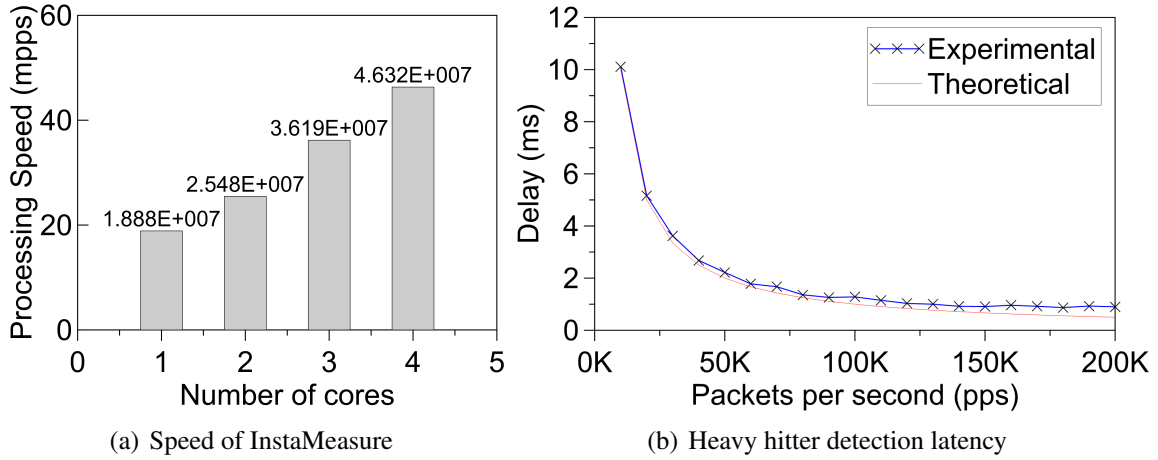 60
40
20
0
Processing Speed (mpps)
1.888E+007
2.548E+007
3.619E+007
4.632E+007
0 1 2 3 4 5
Number of cores
(a) Speed of InstaMeasure
12
10
8
6
4
2
0
Delay (ms)
Experimental
Theoretical
0K 50K 100K 150K 200K
Packets per second (pps)
(b) Heavy hitter detection latency